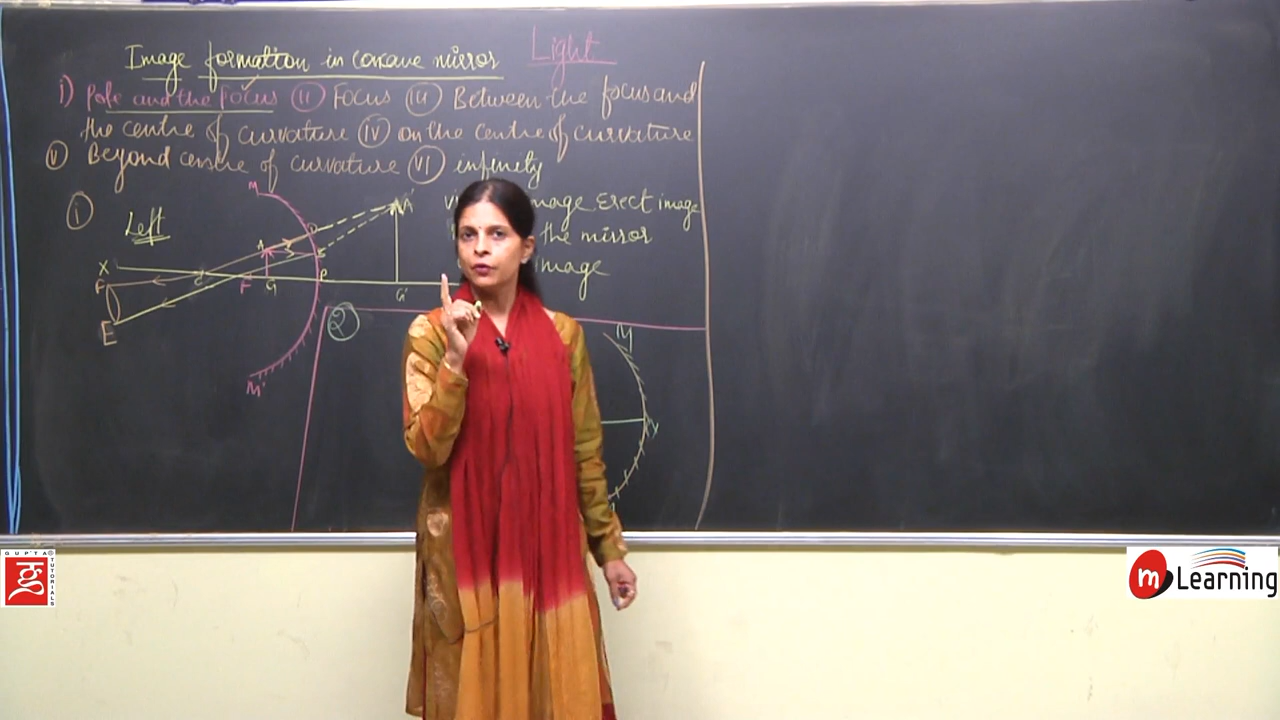 Image formation in concave mirror
Light
i) Pole and the Focus (II) Focus (III) Between the focus and
the centre of curvature (IV) on the centre of curvature
(V) Beyond centre of curvature (VI) infinity
(i)
Left
M
A'
image Erect image
the mirror
image
A
D
X
C
F
G
P
G'
E
M'
2
M
GUPTA TUTORIALS
m Learning